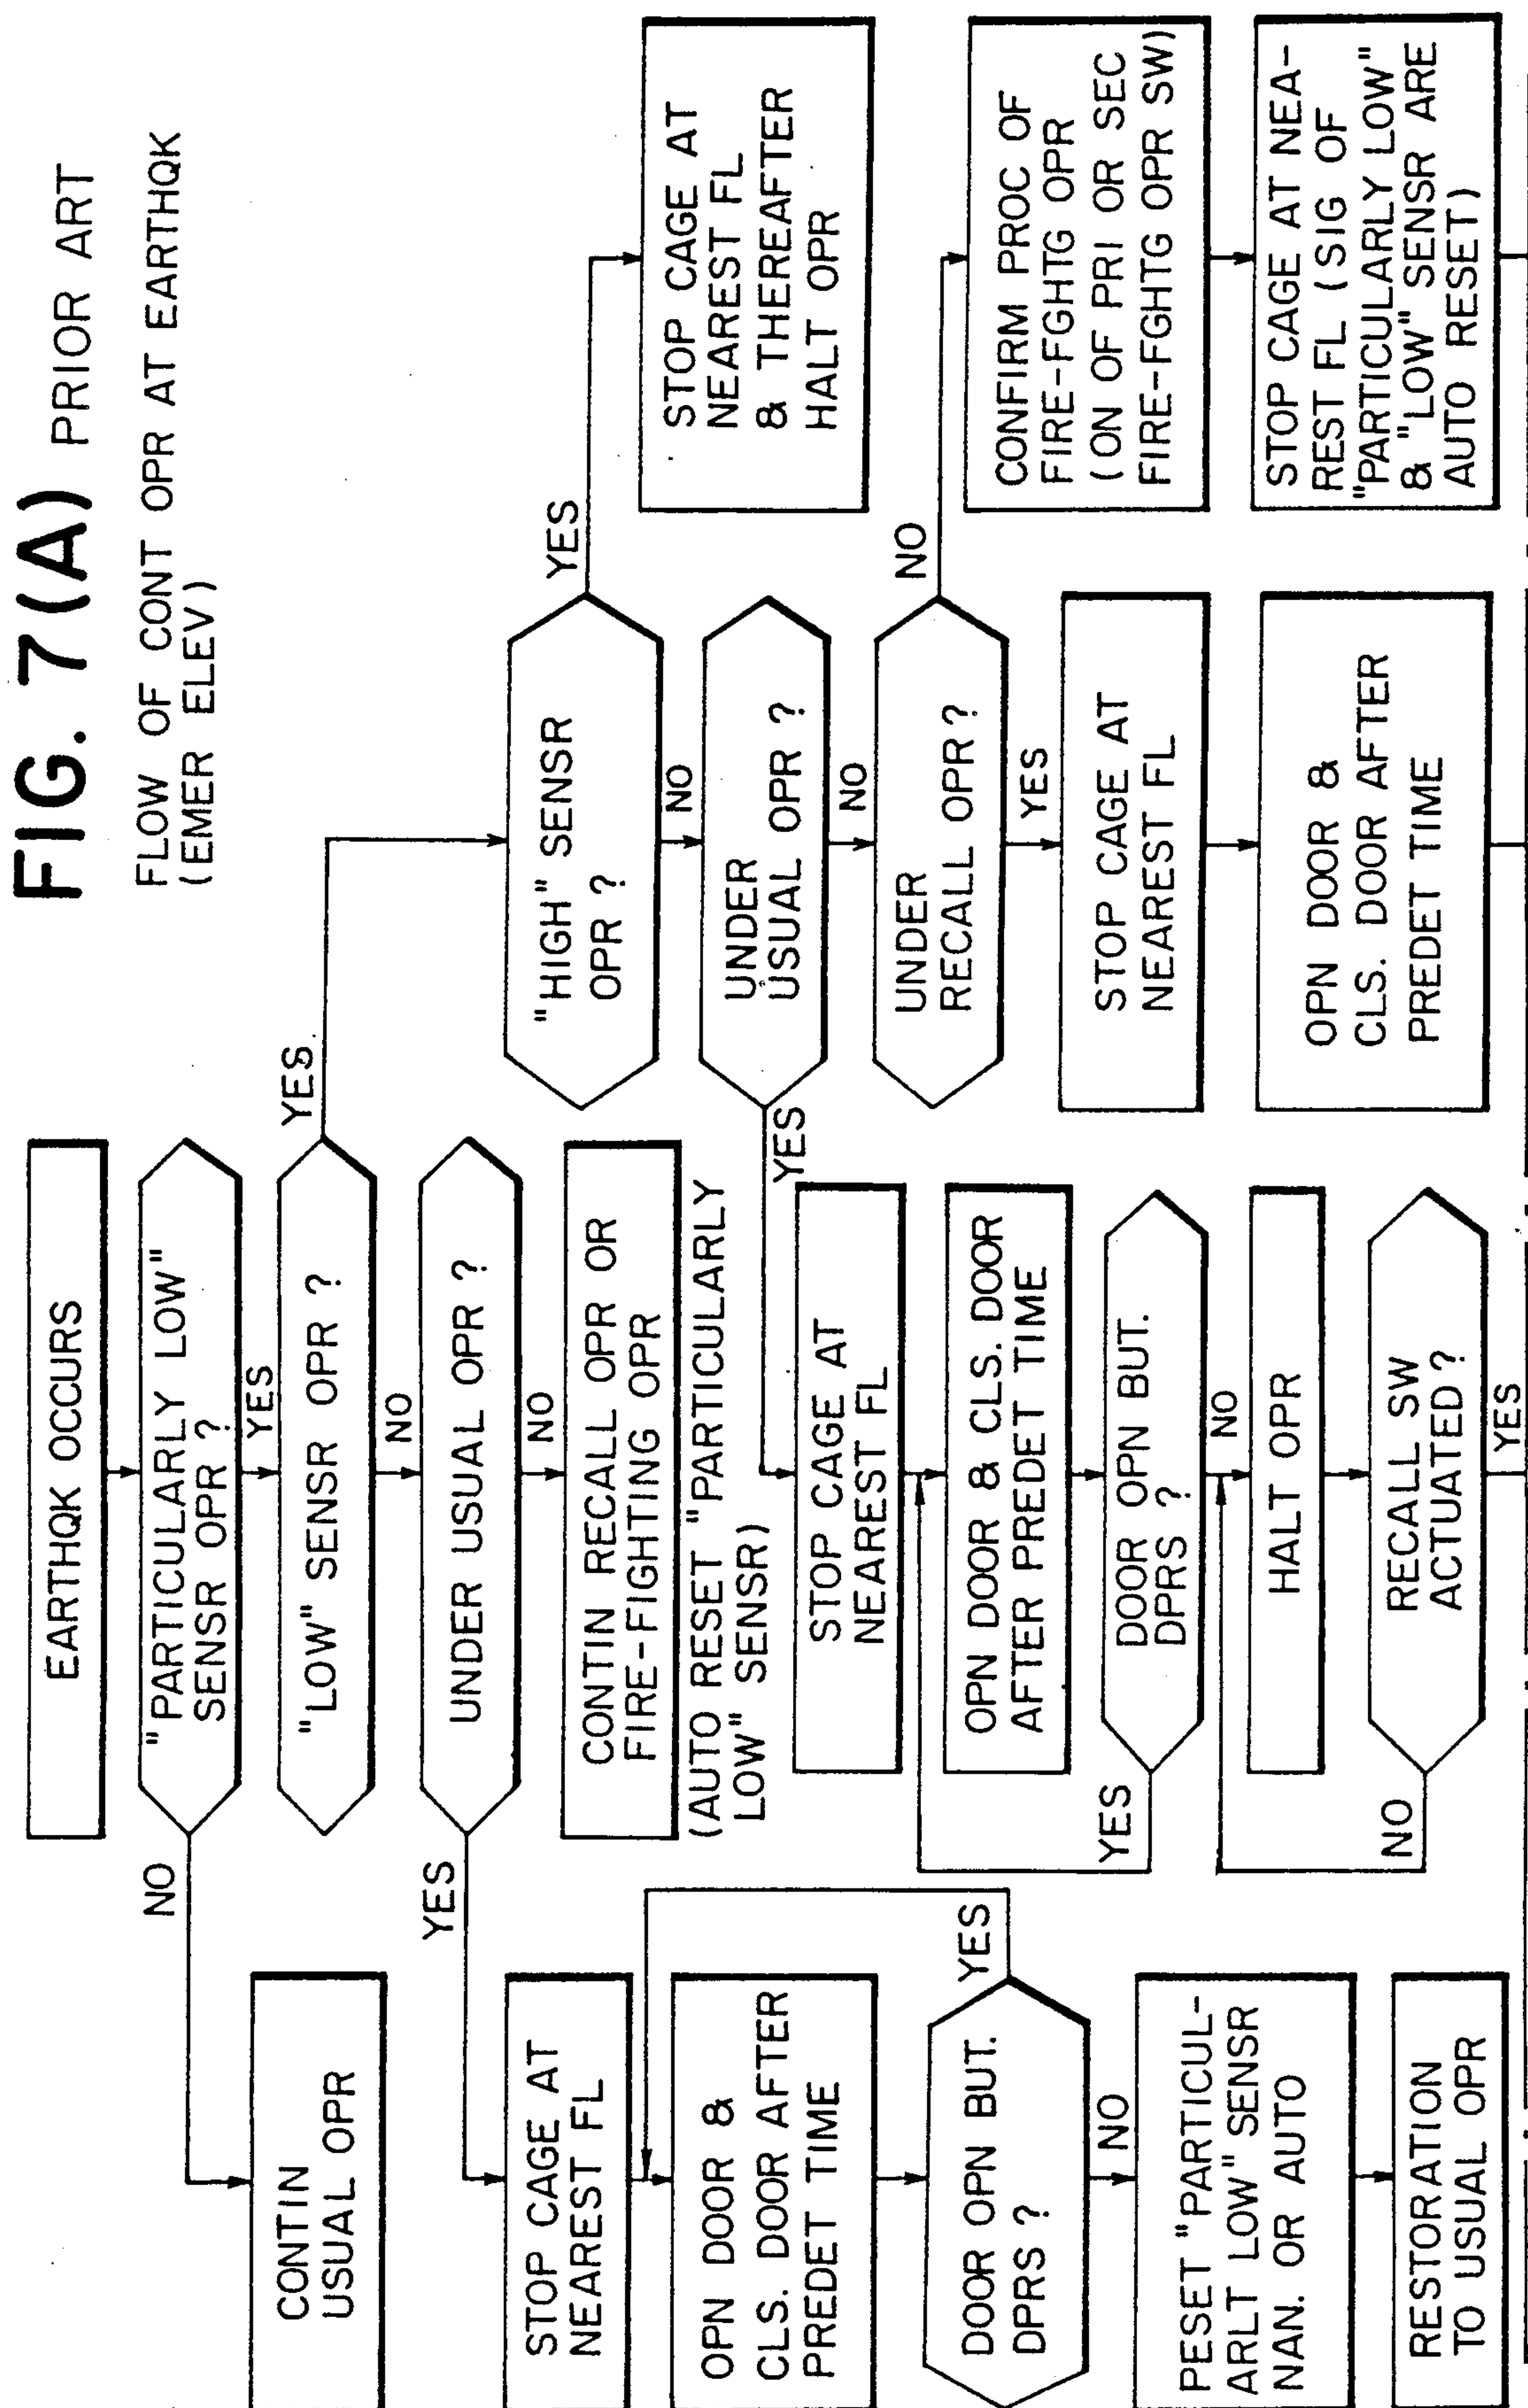 FIG. 7(A) PRIOR ART
FLOW OF CONT OPR AT EARTHQK
(EMER ELEV)
EARTHQK OCCURS
"PARTICULARLY LOW"
SENSR OPR ?
NO
YES
CONTIN
USUAL OPR
"LOW" SENSR OPR ?
YES
NO
UNDER USUAL OPR ?
YES
NO
CONTIN RECALL OPR OR
FIRE-FIGHTING OPR
(AUTO RESET "PARTICULARLY
LOW" SENSR)
STOP CAGE AT
NEAREST FL
OPN DOOR &
CLS. DOOR AFTER
PREDET TIME
DOOR OPN BUT.
DPRS ?
YES
NO
PESET "PARTICUL-
ARLT LOW" SENSR
NAN. OR AUTO
RESTORATION
TO USUAL OPR
"HIGH" SENSR
OPR ?
YES
NO
STOP CAGE AT
NEAREST FL
& THEREAFTER
HALT OPR
UNDER
USUAL OPR ?
YES
NO
STOP CAGE AT
NEAREST FL
OPN DOOR & CLS. DOOR
AFTER PREDET TIME
DOOR OPN BUT.
DPRS ?
YES
NO
HALT OPR
RECALL SW
ACTUATED ?
NO
YES
UNDER
RECALL OPR ?
NO
YES
STOP CAGE AT
NEAREST FL
OPN DOOR &
CLS. DOOR AFTER
PREDET TIME
CONFIRM PROC OF
FIRE-FGHTG OPR
(ON OF PRI OR SEC
FIRE-FGHTG OPR SW)
STOP CAGE AT NEA-
REST FL (SIG OF
"PARTICULARLY LOW"
& "LOW" SENSR ARE
AUTO RESET)